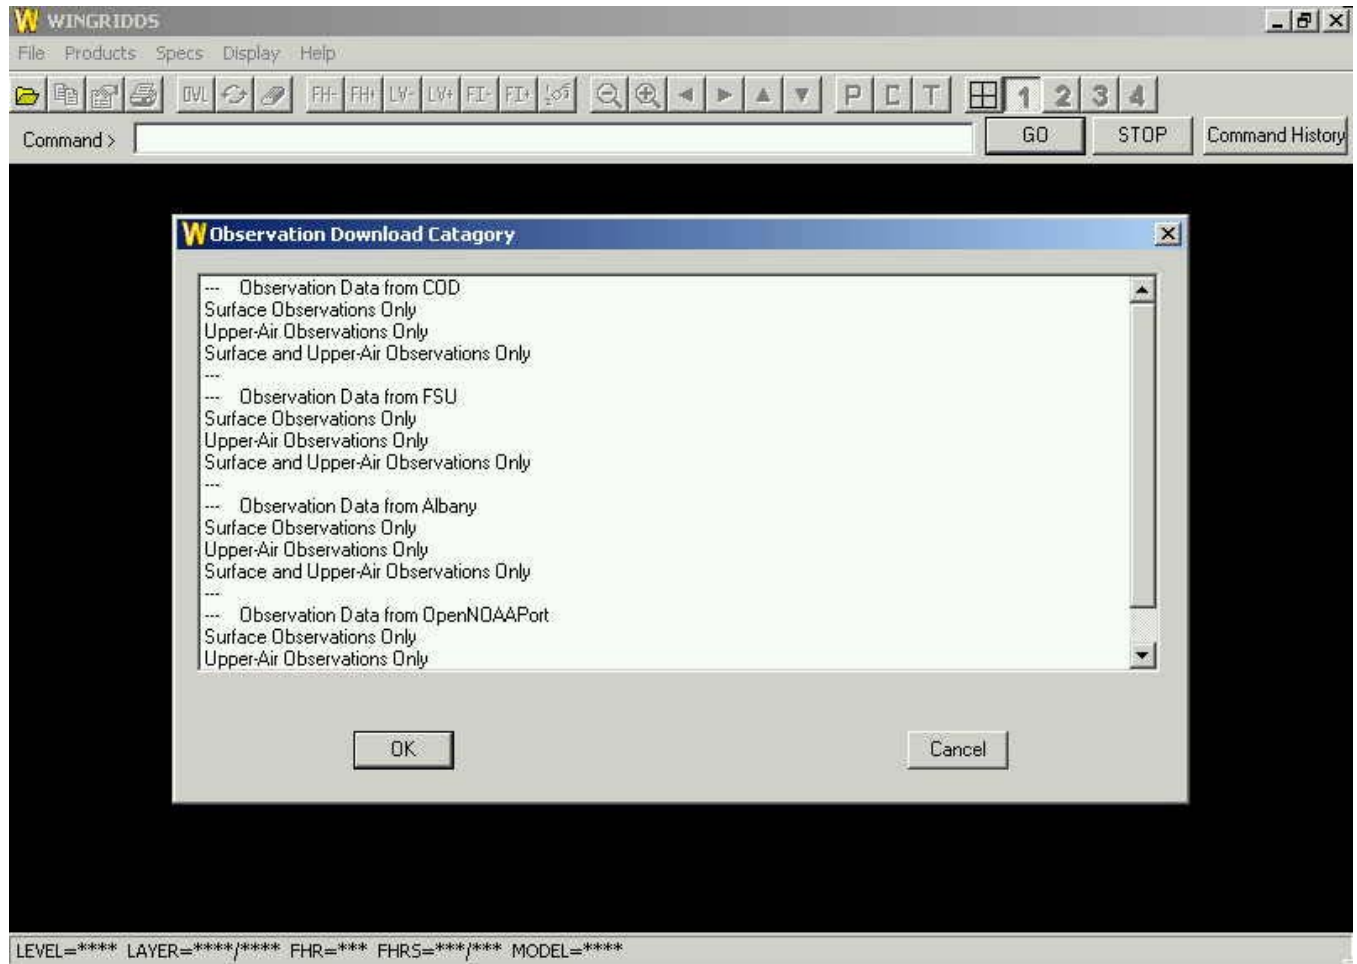 WINGRIDDS
File Products Specs Display Help
OVL FH- FH+ LV- LV+ FI- FI+ P C T 1 2 3 4
Command > GO STOP Command History
Observation Download Catagory
--- Observation Data from COD
Surface Observations Only
Upper-Air Observations Only
Surface and Upper-Air Observations Only
---
--- Observation Data from FSU
Surface Observations Only
Upper-Air Observations Only
Surface and Upper-Air Observations Only
---
--- Observation Data from Albany
Surface Observations Only
Upper-Air Observations Only
Surface and Upper-Air Observations Only
---
--- Observation Data from OpenNOAAPort
Surface Observations Only
Upper-Air Observations Only
OK Cancel
LEVEL=**** LAYER=****/**** FHR=*** FHRS=***/*** MODEL=****